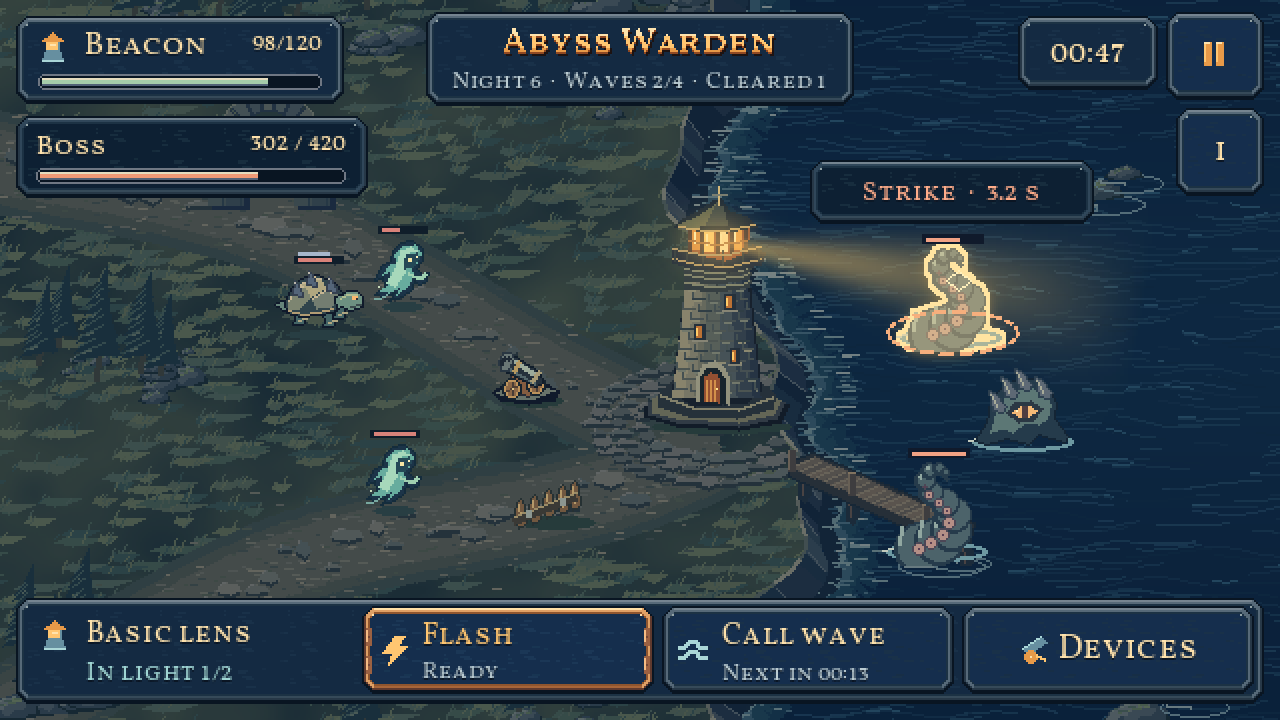 Beacon 98/120
Abyss Warden
Night 6 · Waves 2/4 · Cleared 1
00:47
Boss 302 / 420
I
Strike · 3.2 s
Basic lens
In light 1/2
Flash
Ready
Call wave
Next in 00:13
Devices